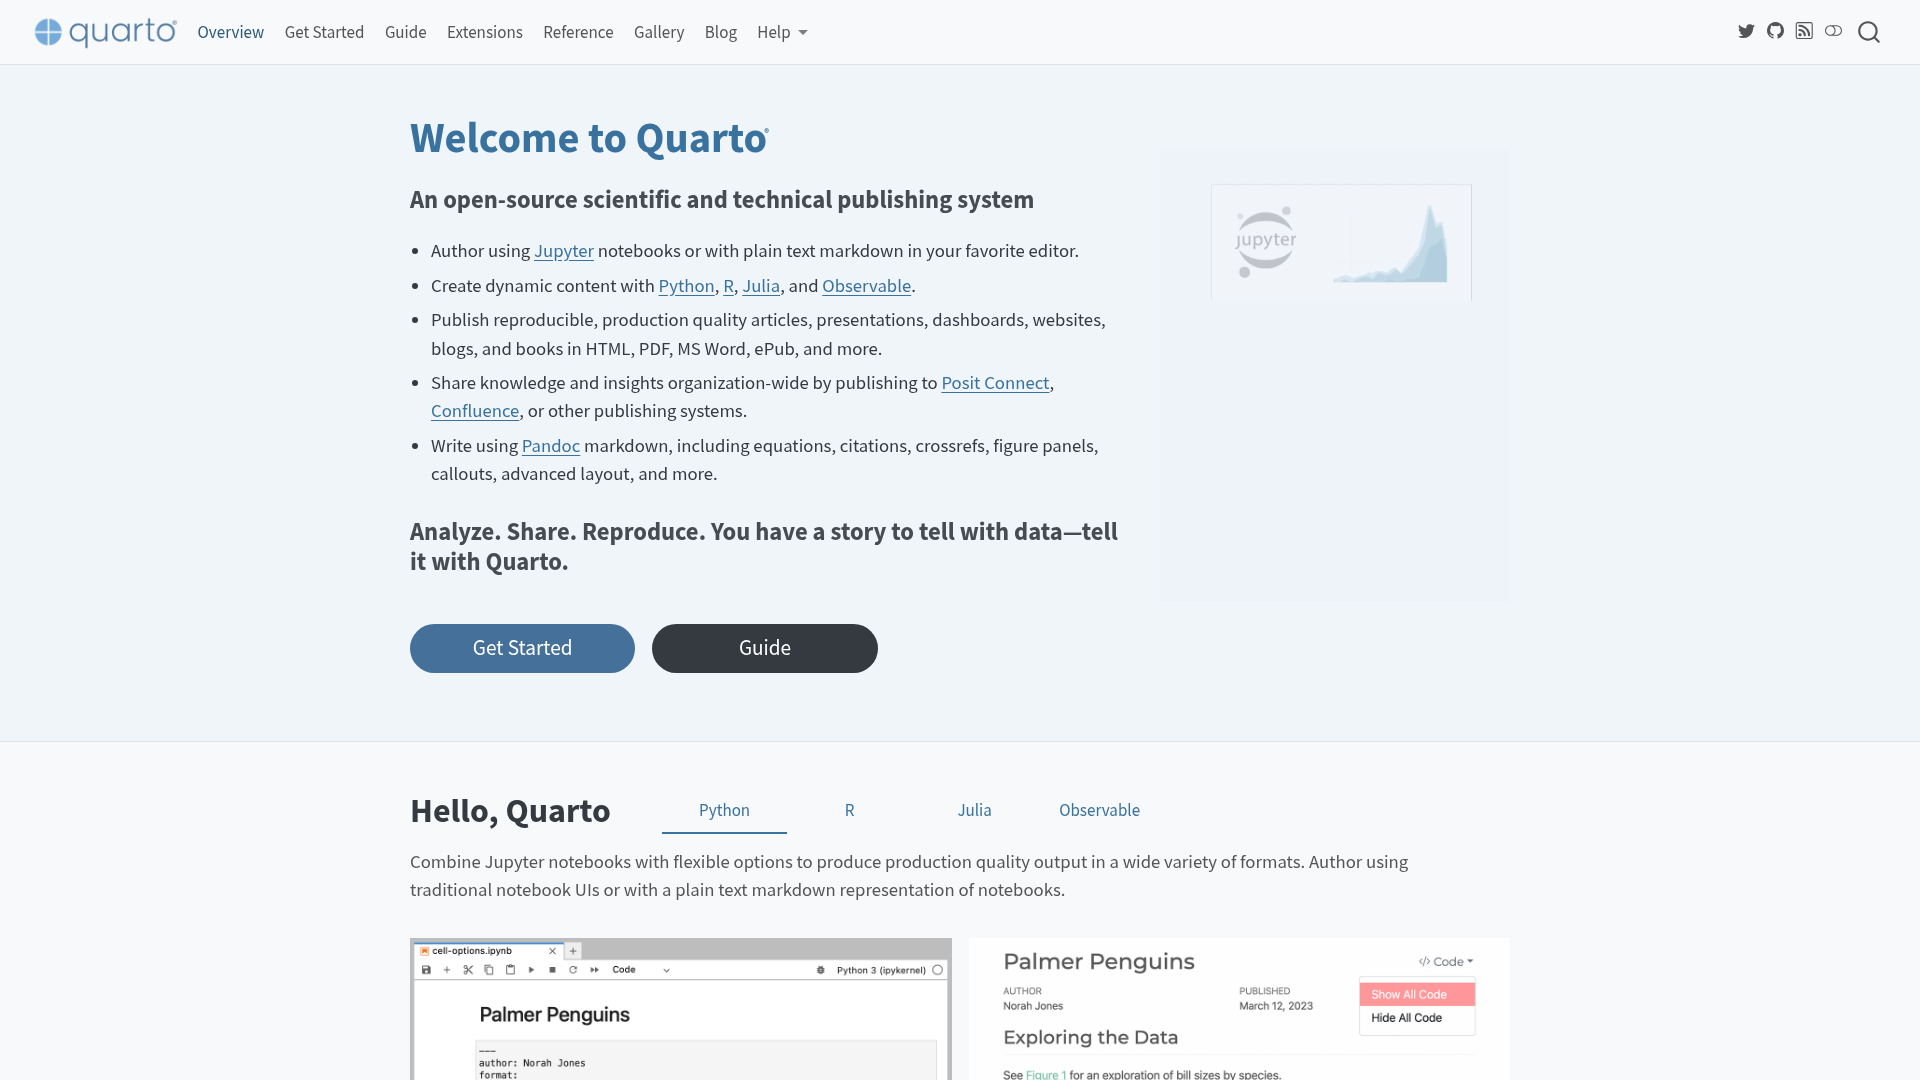 quarto
Overview
Get Started
Guide
Extensions
Reference
Gallery
Blog
Help
Welcome to Quarto®
An open-source scientific and technical publishing system
Author using Jupyter notebooks or with plain text markdown in your favorite editor.
Create dynamic content with Python, R, Julia, and Observable.
Publish reproducible, production quality articles, presentations, dashboards, websites,
blogs, and books in HTML, PDF, MS Word, ePub, and more.
Share knowledge and insights organization-wide by publishing to Posit Connect,
Confluence, or other publishing systems.
Write using Pandoc markdown, including equations, citations, crossrefs, figure panels,
callouts, advanced layout, and more.
Analyze. Share. Reproduce. You have a story to tell with data—tell
it with Quarto.
Get Started
Guide
jupyter
Hello, Quarto
Python
R
Julia
Observable
Combine Jupyter notebooks with flexible options to produce production quality output in a wide variety of formats. Author using
traditional notebook UIs or with a plain text markdown representation of notebooks.
cell-options.ipynb
Code
Python 3 (ipykernel)
Palmer Penguins
---
author: Norah Jones
format:
Palmer Penguins
</> Code
AUTHOR
Norah Jones
PUBLISHED
March 12, 2023
Show All Code
Hide All Code
Exploring the Data
See Figure 1 for an exploration of bill sizes by species.